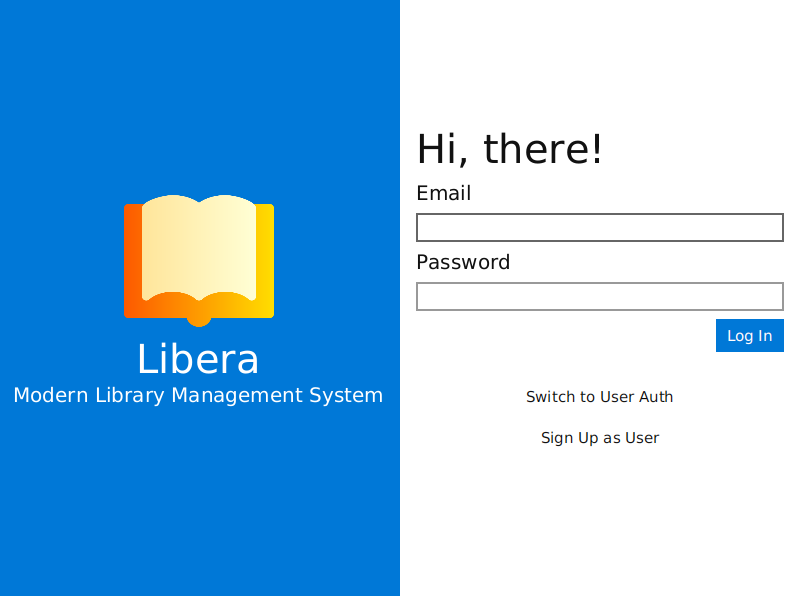 Libera
Modern Library Management System
Hi, there!
Email
Password
Log In
Switch to User Auth
Sign Up as User